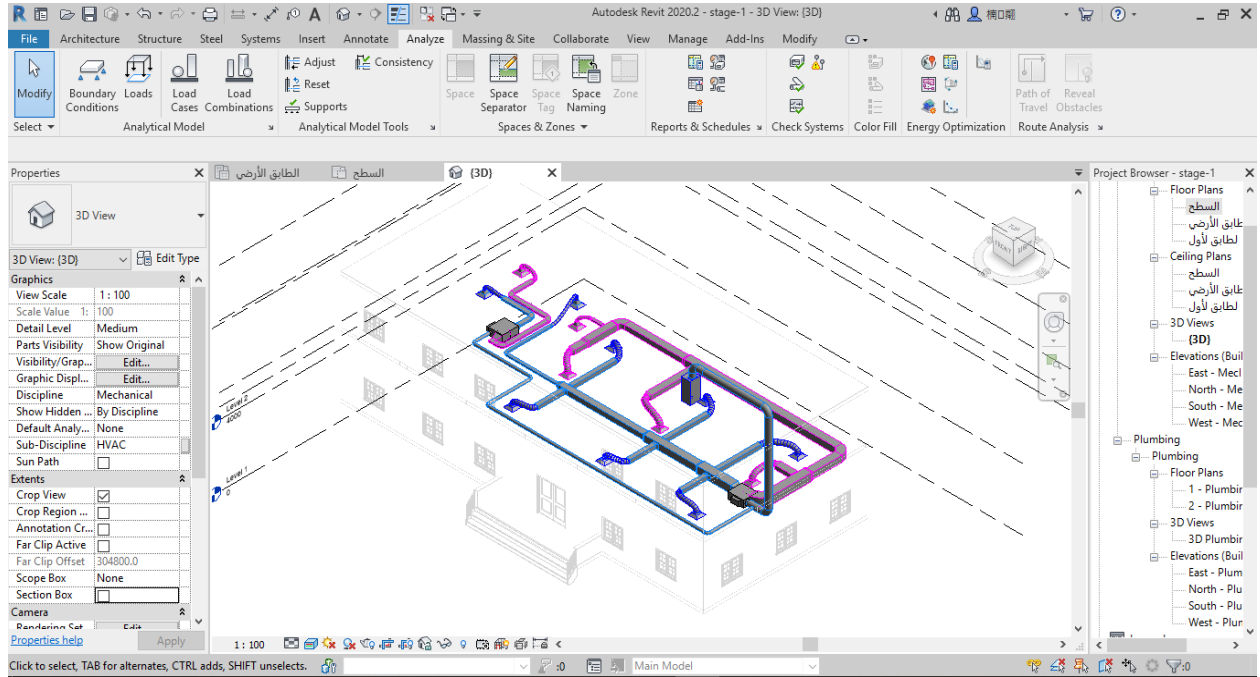 Autodesk Revit 2020.2 - stage-1 - 3D View: {3D}
File Architecture Structure Steel Systems Insert Annotate Analyze Massing & Site Collaborate View Manage Add-Ins Modify
Modify
Boundary Conditions
Loads
Load Cases
Load Combinations
Adjust
Reset
Supports
Consistency
Space
Space Separator
Space Tag
Space Naming
Zone
Path of Travel
Reveal Obstacles
Select
Analytical Model
Analytical Model Tools
Spaces & Zones
Reports & Schedules
Check Systems
Color Fill
Energy Optimization
Route Analysis
Properties
الطابق الأرضي
السطح
{3D}
3D View
3D View: {3D}
Edit Type
Graphics
View Scale 1 : 100
Scale Value 1: 100
Detail Level Medium
Parts Visibility Show Original
Visibility/Grap... Edit...
Graphic Displ... Edit...
Discipline Mechanical
Show Hidden ... By Discipline
Default Analy... None
Sub-Discipline HVAC
Sun Path
Extents
Crop View
Crop Region ...
Annotation Cr...
Far Clip Active
Far Clip Offset 304800.0
Scope Box None
Section Box
Camera
Rendering Set Edit
Properties help
Apply
Level 2
4000
Level 1
0
TOP
FRONT
1 : 100
Project Browser - stage-1
Floor Plans
السطح
طابق الأرضي
لطابق لأول
Ceiling Plans
السطح
طابق الأرضي
لطابق لأول
3D Views
{3D}
Elevations (Buil
East - Mecl
North - Me
South - Me
West - Mec
Plumbing
Plumbing
Floor Plans
1 - Plumbir
2 - Plumbir
3D Views
3D Plumbir
Elevations (Buil
East - Plum
North - Plu
South - Plu
West - Plur
Click to select, TAB for alternates, CTRL adds, SHIFT unselects.
:0
Main Model
:0